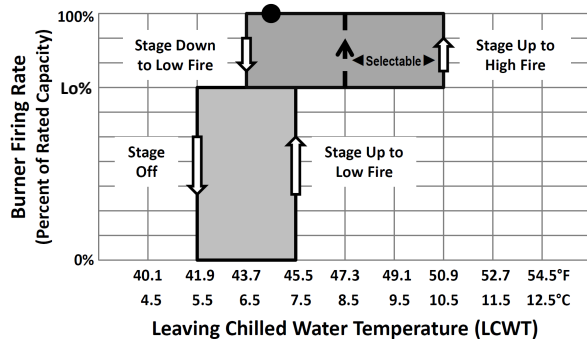 100%
Stage Down
to Low Fire
Selectable
Stage Up to
High Fire
Lo%
Stage
Off
Stage Up to
Low Fire
0%
Burner Firing Rate
(Percent of Rated Capacity)
40.1 41.9 43.7 45.5 47.3 49.1 50.9 52.7 54.5°F
4.5 5.5 6.5 7.5 8.5 9.5 10.5 11.5 12.5°C
Leaving Chilled Water Temperature (LCWT)